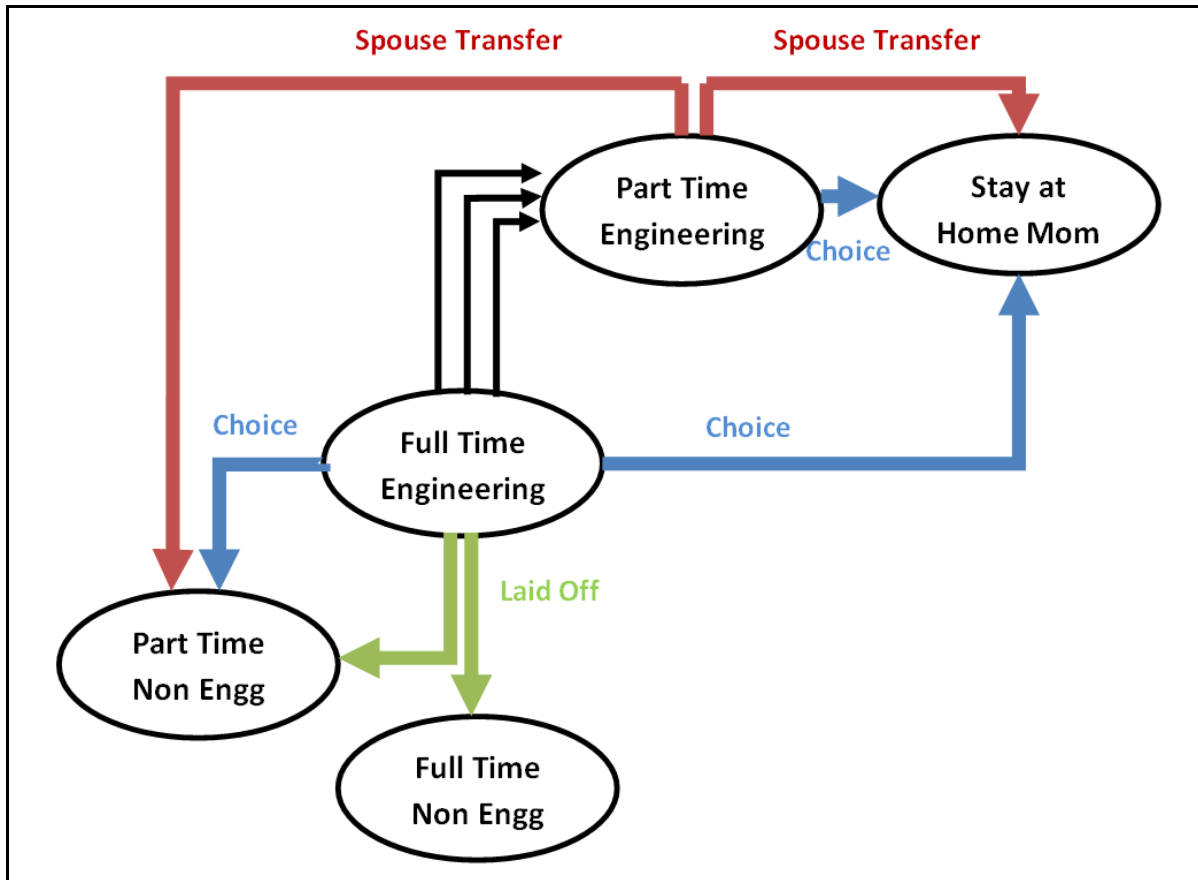 Spouse Transfer
Spouse Transfer
Part Time
Engineering
Stay at
Home Mom
Choice
Choice
Full Time
Engineering
Choice
Laid Off
Part Time
Non Engg
Full Time
Non Engg